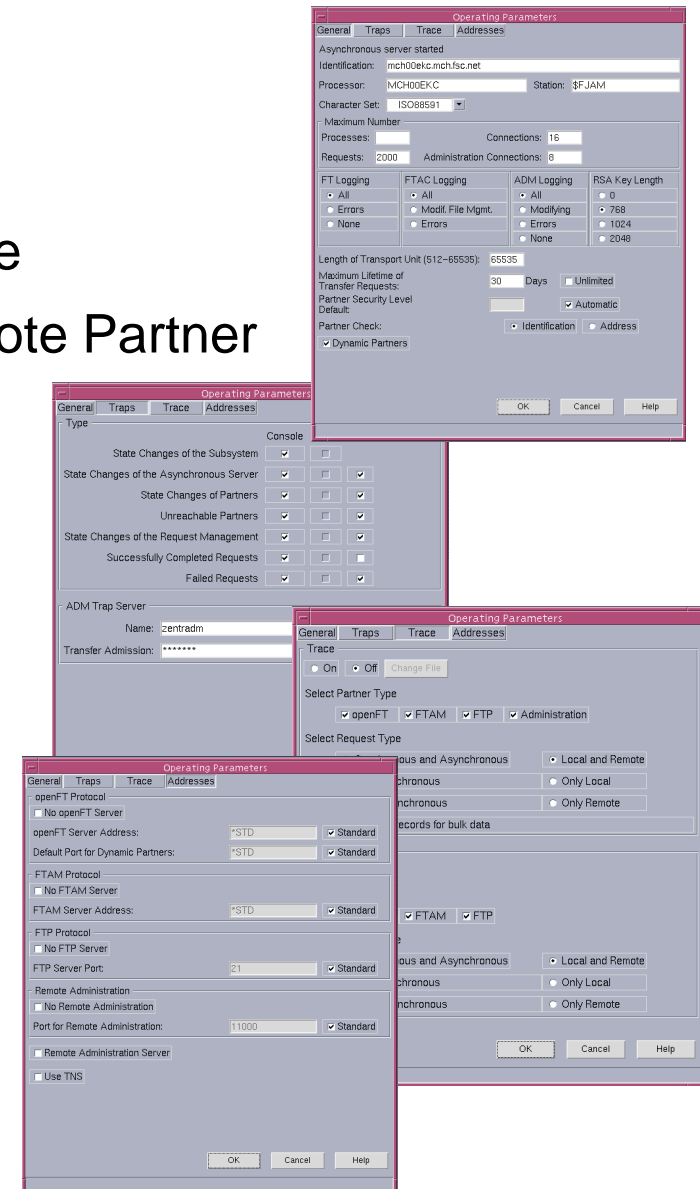 Operating Parameters
General Traps Trace Addresses
Asynchronous server started
Identification: mch00ekc.mch.fsc.net
Processor: MCH00EKC Station: $FJAM
Character Set: ISO88591
Maximum Number
Processes: Connections: 16
Requests: 2000 Administration Connections: 8
FT Logging FTAC Logging ADM Logging RSA Key Length
All All All 0
Errors Modif. File Mgmt. Modifying 768
None Errors Errors 1024
None 2048
Length of Transport Unit (512-65535): 65535
Maximum Lifetime of
Transfer Requests: 30 Days Unlimited
Partner Security Level
Default: Automatic
Partner Check: Identification Address
Dynamic Partners
OK Cancel Help
e
ote Partner
Operating Parameters
General Traps Trace Addresses
Type
Console
State Changes of the Subsystem
State Changes of the Asynchronous Server
State Changes of Partners
Unreachable Partners
State Changes of the Request Management
Successfully Completed Requests
Failed Requests
ADM Trap Server
Name: zentradm
Transfer Admission: *******
Operating Parameters
General Traps Trace Addresses
Trace
On Off Change File
Select Partner Type
openFT FTAM FTP Administration
Select Request Type
ous and Asynchronous Local and Remote
chronous Only Local
nchronous Only Remote
ecords for bulk data
FTAM FTP
ous and Asynchronous Local and Remote
chronous Only Local
nchronous Only Remote
OK Cancel Help
Operating Parameters
General Traps Trace Addresses
openFT Protocol
No openFT Server
openFT Server Address: *STD Standard
Default Port for Dynamic Partners: *STD Standard
FTAM Protocol
No FTAM Server
FTAM Server Address: *STD Standard
FTP Protocol
No FTP Server
FTP Server Port: 21 Standard
Remote Administration
No Remote Administration
Port for Remote Administration: 11000 Standard
Remote Administration Server
Use TNS
OK Cancel Help